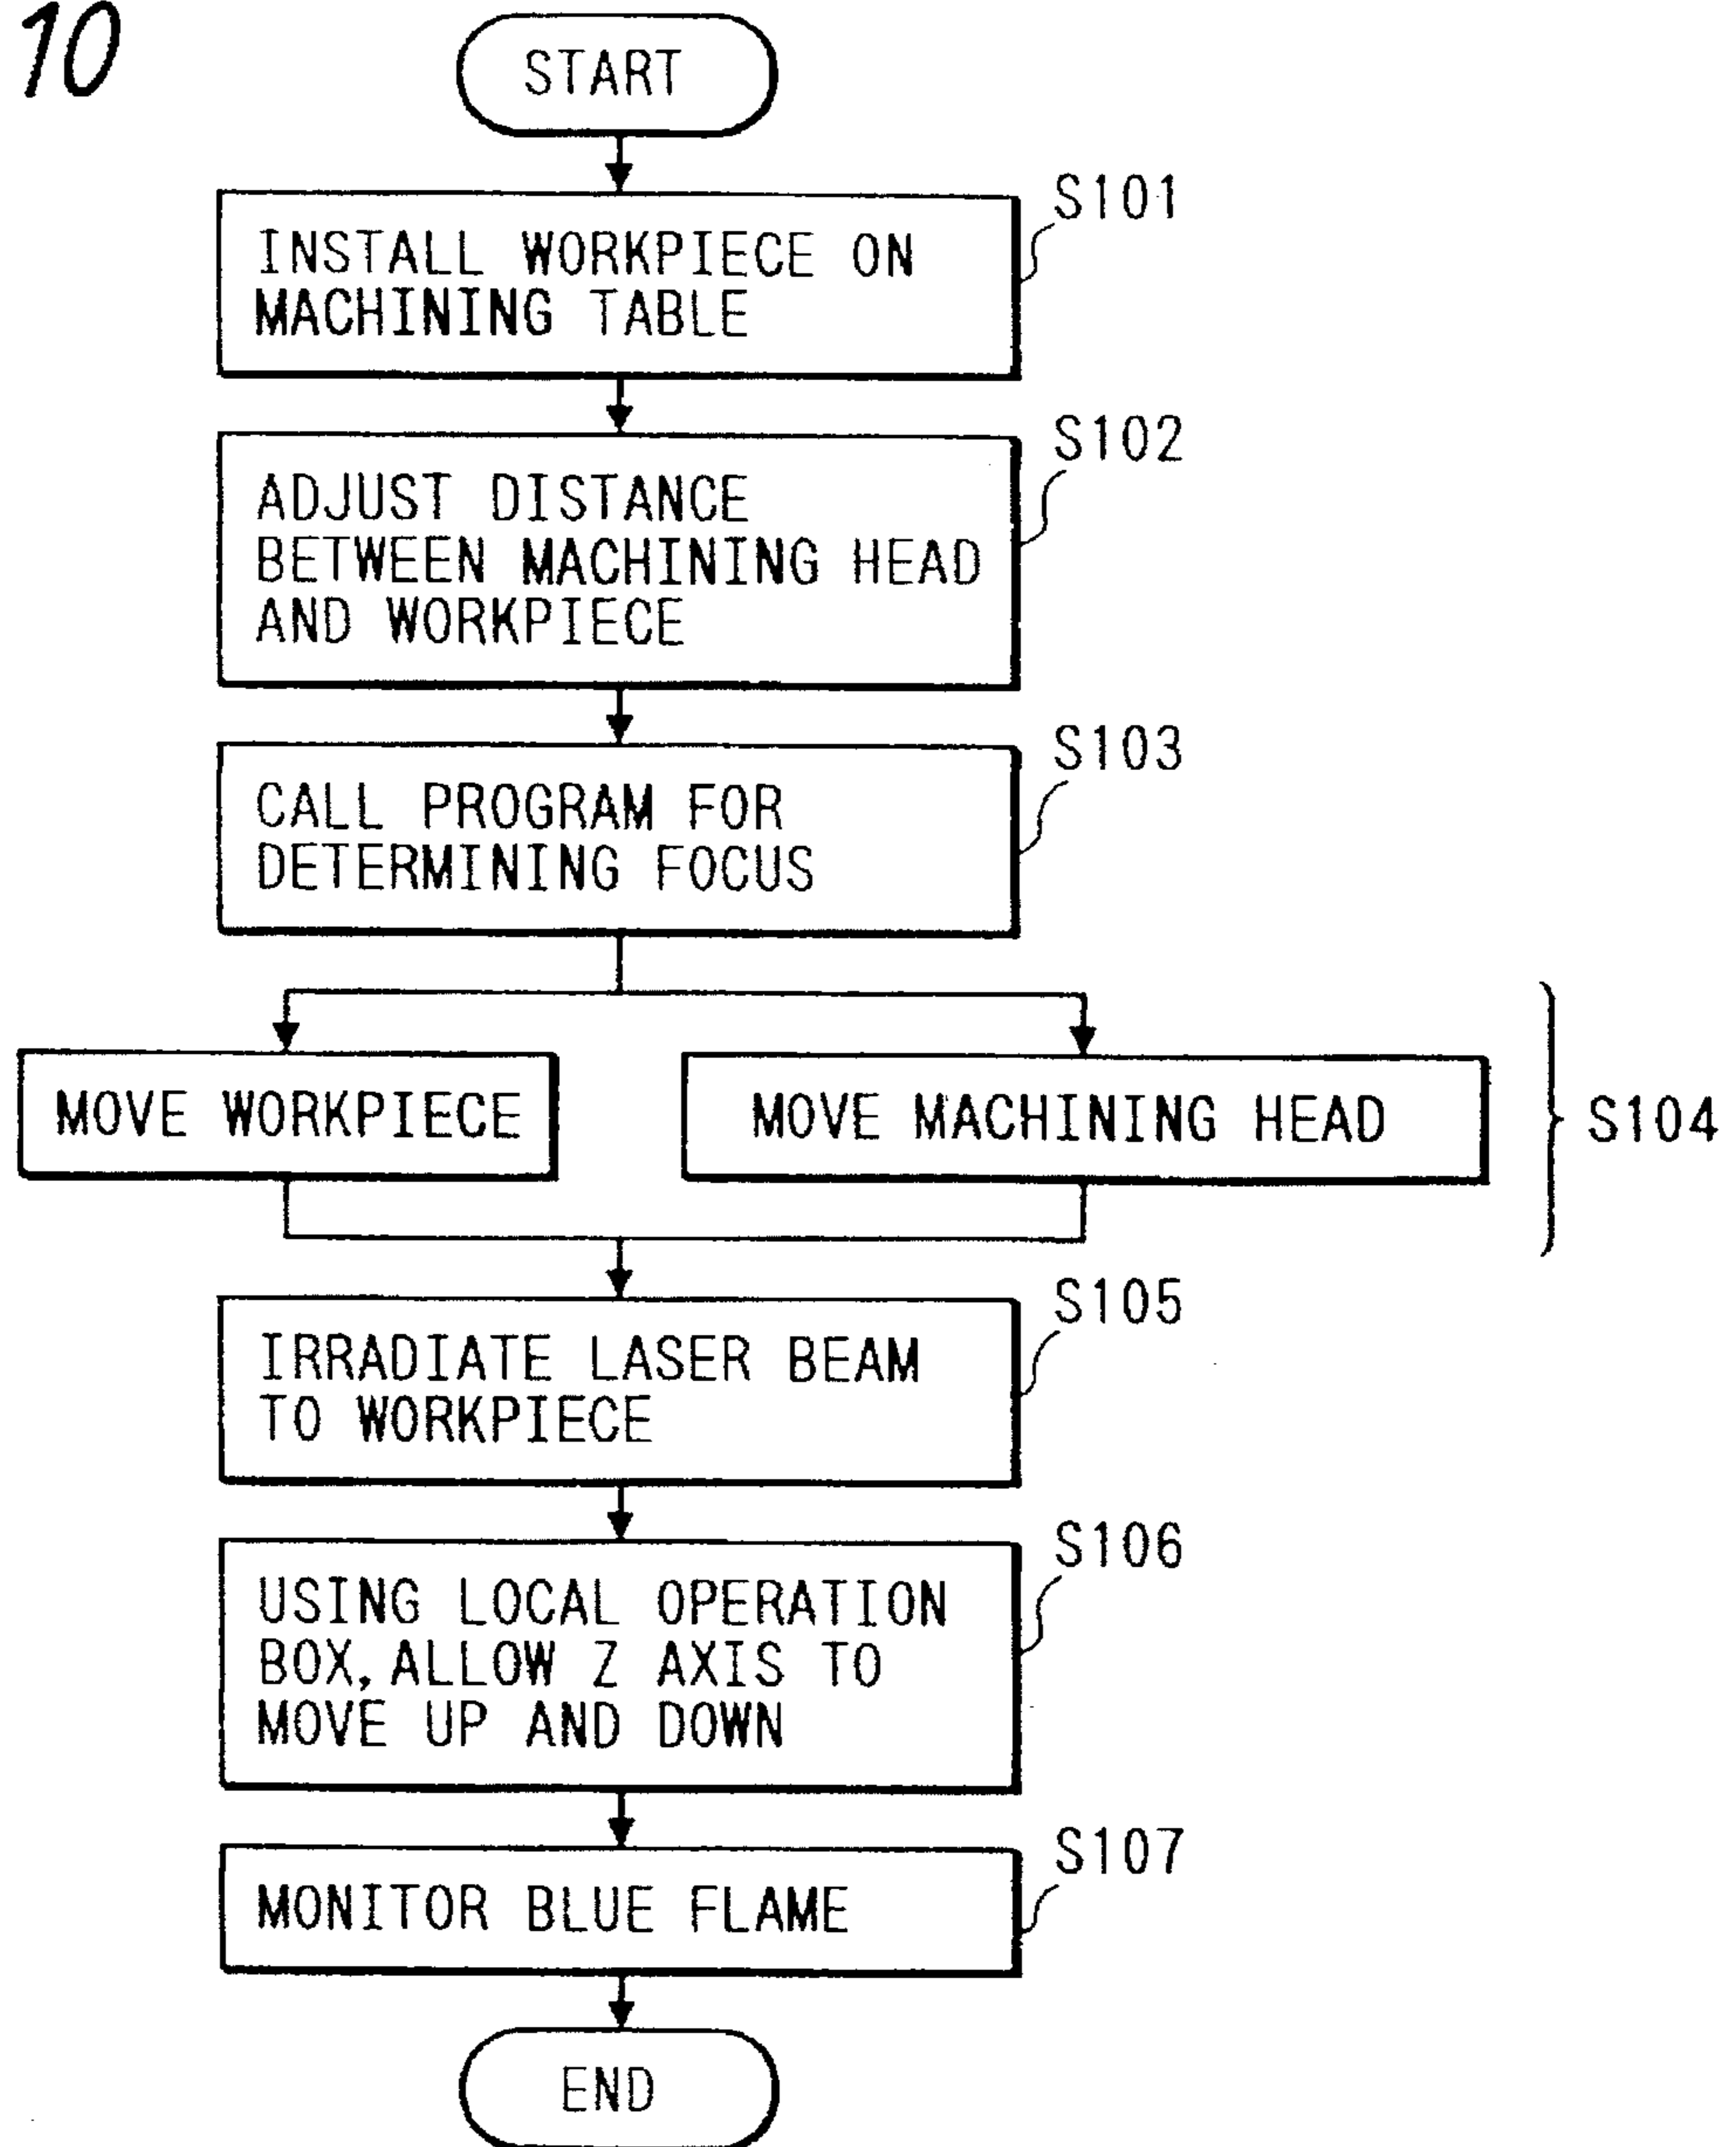 10
START
S101
INSTALL WORKPIECE ON
MACHINING TABLE
S102
ADJUST DISTANCE
BETWEEN MACHINING HEAD
AND WORKPIECE
S103
CALL PROGRAM FOR
DETERMINING FOCUS
MOVE WORKPIECE
MOVE MACHINING HEAD
S104
S105
IRRADIATE LASER BEAM
TO WORKPIECE
S106
USING LOCAL OPERATION
BOX, ALLOW Z AXIS TO
MOVE UP AND DOWN
S107
MONITOR BLUE FLAME
END